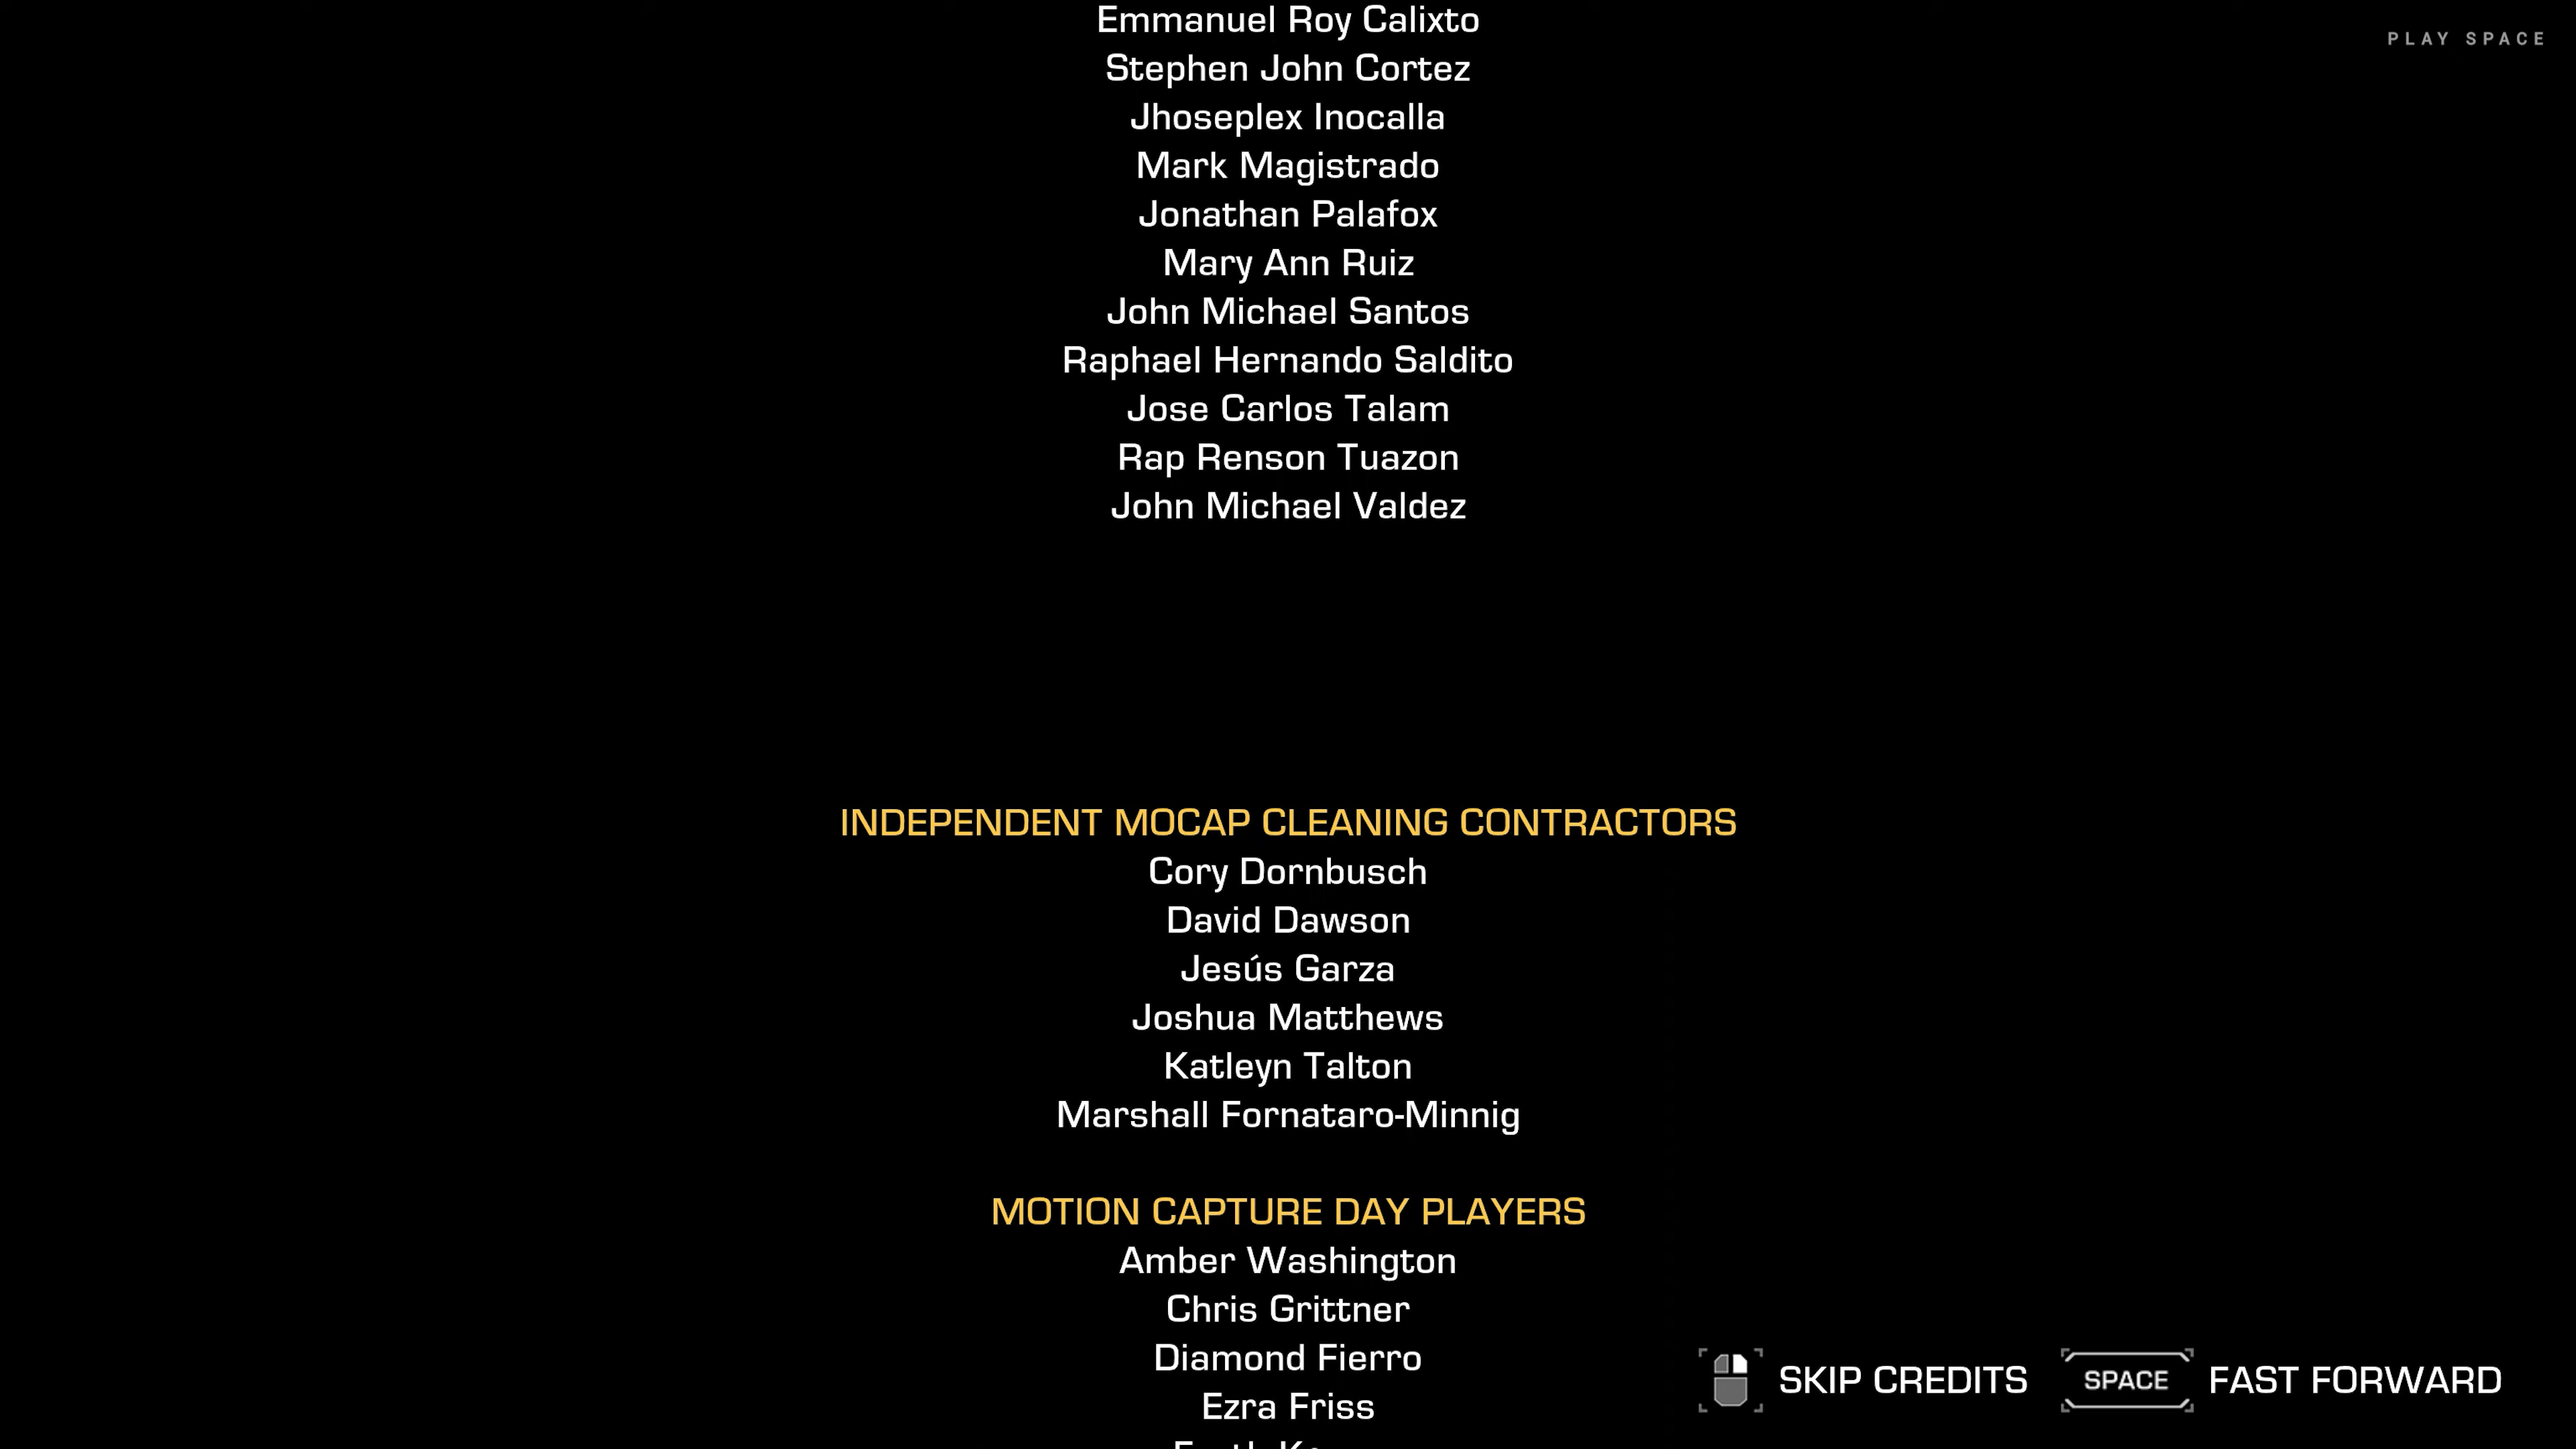 Emmanuel Roy Calixto
PLAY SPACE
Stephen John Cortez
Jhoseplex Inocalla
Mark Magistrado
Jonathan Palafox
Mary Ann Ruiz
John Michael Santos
Raphael Hernando Saldito
Jose Carlos Talam
Rap Renson Tuazon
John Michael Valdez
INDEPENDENT MOCAP CLEANING CONTRACTORS
Cory Dornbusch
David Dawson
Jesús Garza
Joshua Matthews
Katleyn Talton
Marshall Fornataro-Minnig
MOTION CAPTURE DAY PLAYERS
Amber Washington
Chris Grittner
Diamond Fierro
Ezra Friss
SKIP CREDITS
SPACE FAST FORWARD